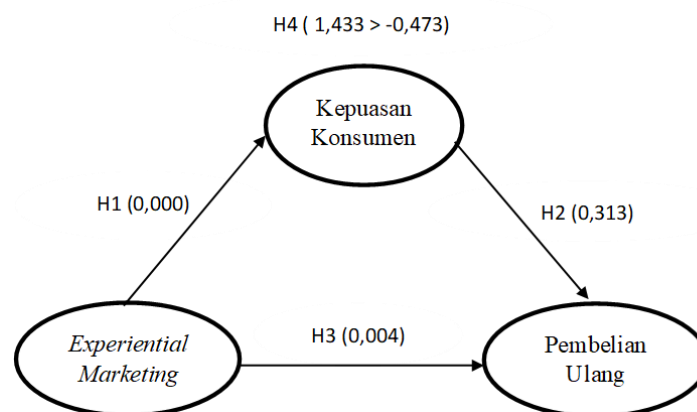 H4 ( 1,433 > -0,473)
Kepuasan
Konsumen
H1 (0,000)
H2 (0,313)
Experiential
Marketing
H3 (0,004)
Pembelian
Ulang